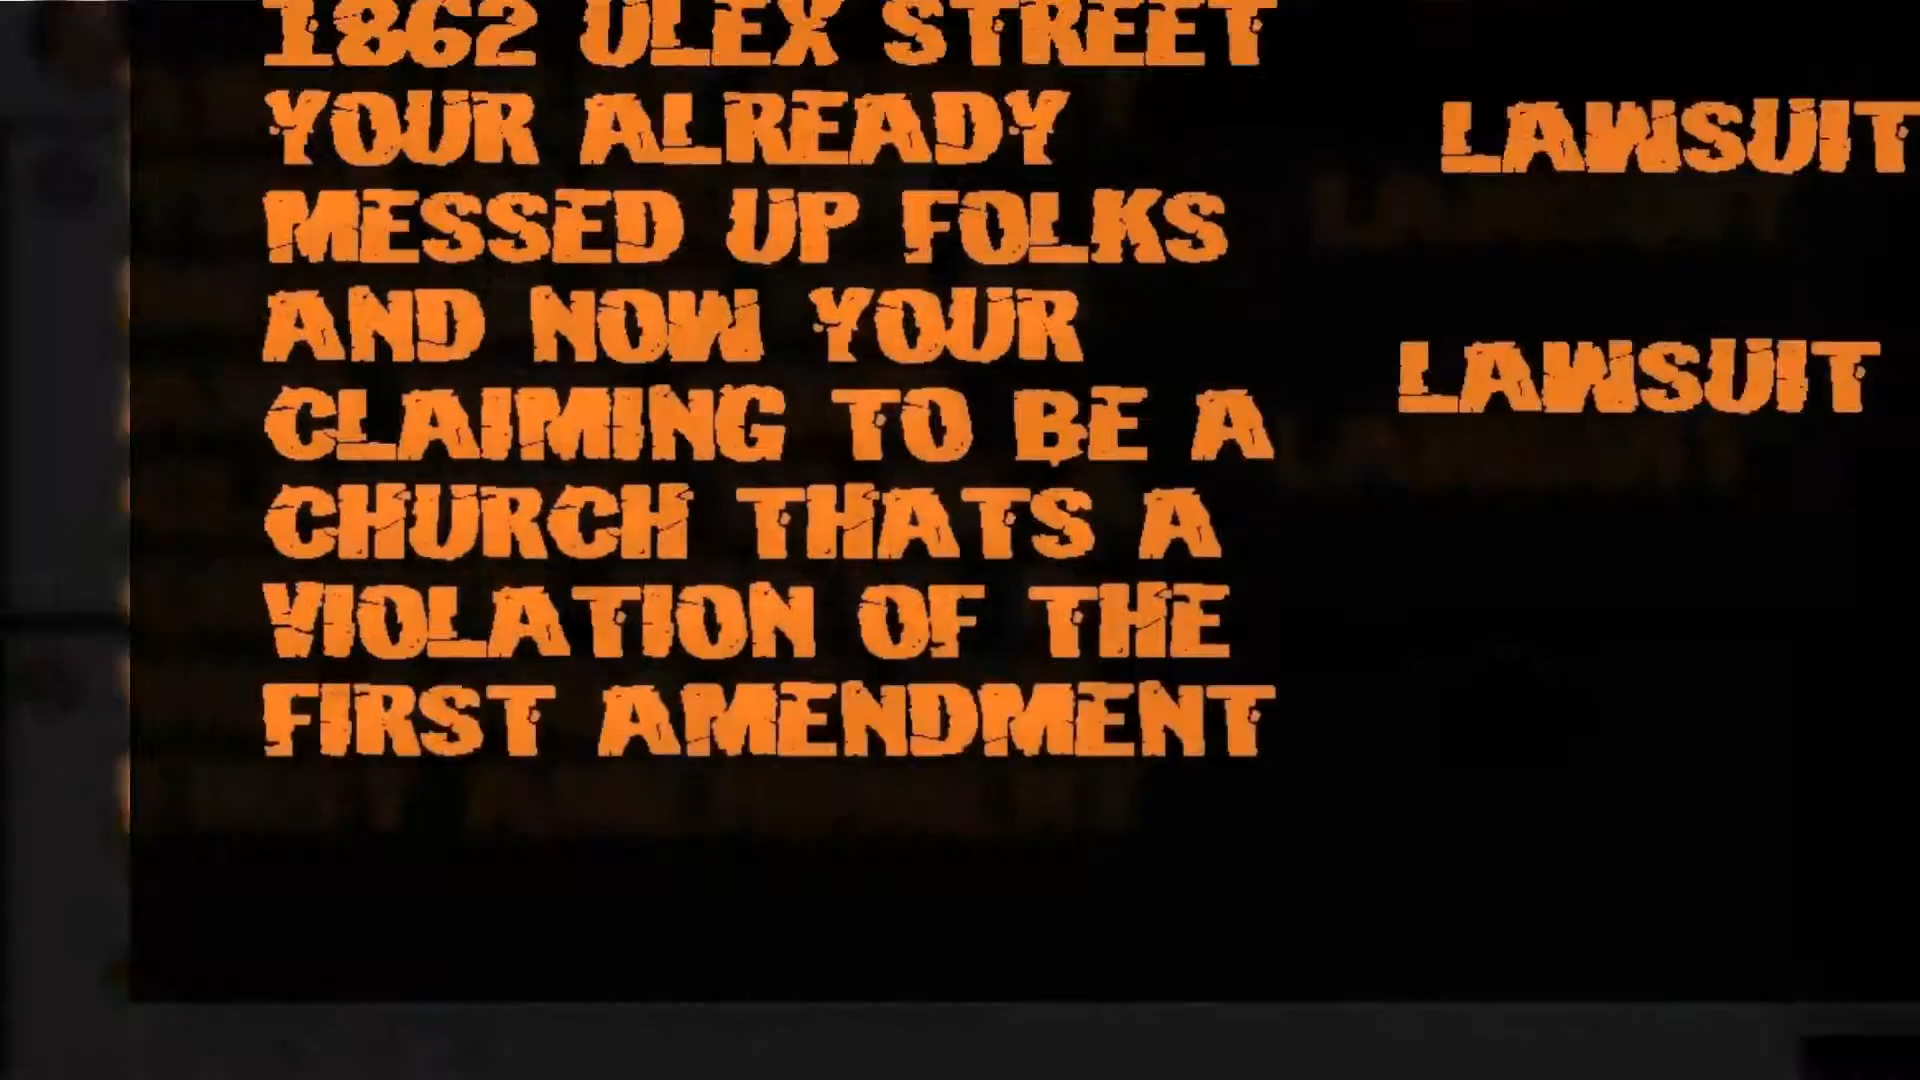 1862 ULEX STREET
YOUR ALREADY
MESSED UP FOLKS
AND NOW YOUR
CLAIMING TO BE A
CHURCH THATS A
VIOLATION OF THE
FIRST AMENDMENT
LAWSUIT
LAWSUIT